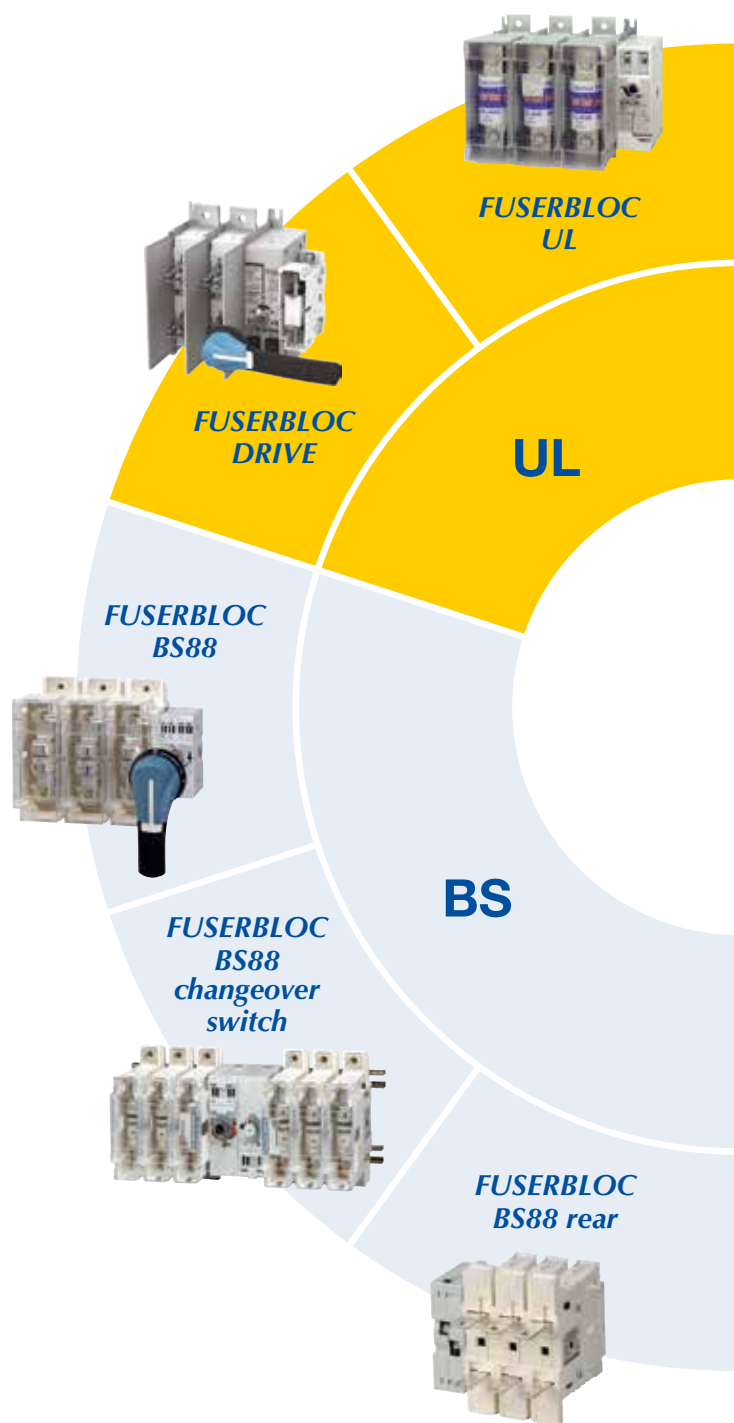 FUSERBLOC
UL
FUSERBLOC
DRIVE
UL
FUSERBLOC
BS88
BS
FUSERBLOC
BS88
changeover
switch
FUSERBLOC
BS88 rear